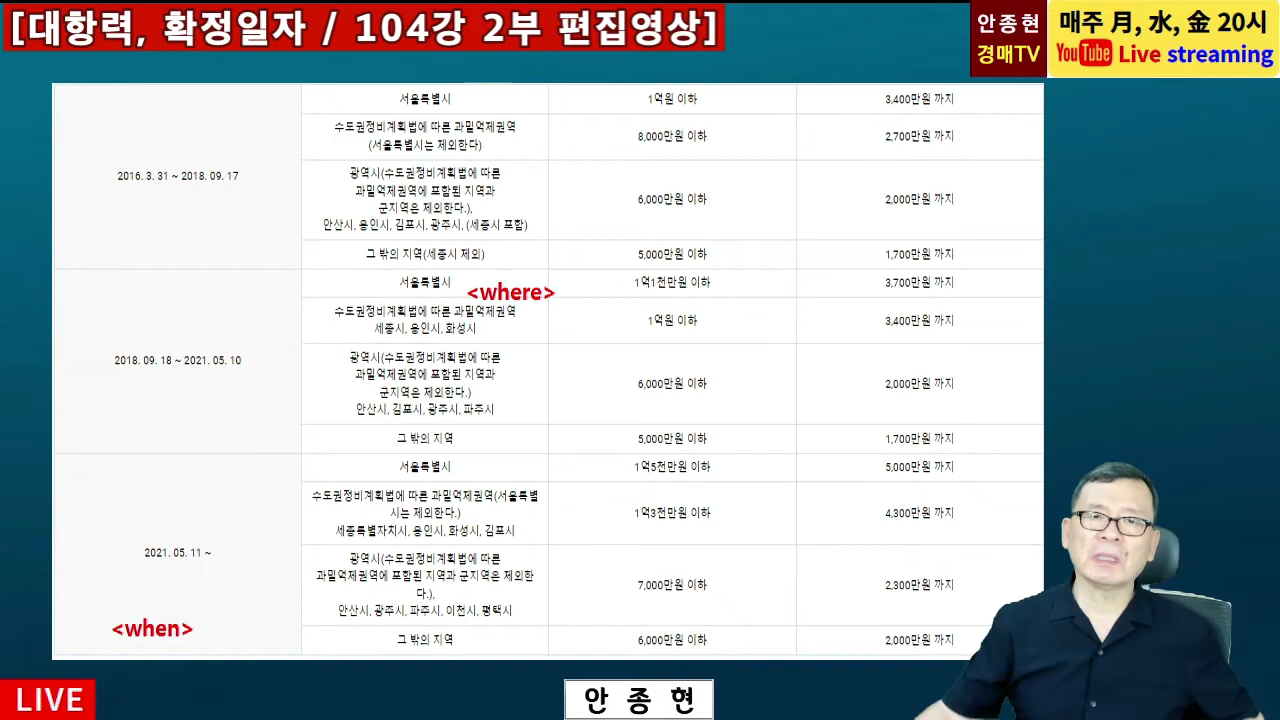 [대항력, 확정일자 / 104강 2부 편집영상]
안종현
경매TV
매주 月, 水, 金 20시
YouTube Live streaming
2016. 3. 31 ~ 2018. 09. 17
서울특별시
1억원 이하
3,400만원 까지
수도권정비계획법에 따른 과밀억제권역
(서울특별시는 제외한다)
8,000만원 이하
2,700만원 까지
광역시(수도권정비계획법에 따른
과밀억제권역에 포함된 지역과
군지역은 제외한다.),
안산시, 용인시, 김포시, 광주시, (세종시 포함)
6,000만원 이하
2,000만원 까지
그 밖의 지역(세종시 제외)
5,000만원 이하
1,700만원 까지
2018. 09. 18 ~ 2021. 05. 10
서울특별시
<where>
1억1천만원 이하
3,700만원 까지
수도권정비계획법에 따른 과밀억제권역
세종시, 용인시, 화성시
1억원 이하
3,400만원 까지
광역시(수도권정비계획법에 따른
과밀억제권역에 포함된 지역과
군지역은 제외한다.)
안산시, 김포시, 광주시, 파주시
6,000만원 이하
2,000만원 까지
그 밖의 지역
5,000만원 이하
1,700만원 까지
2021. 05. 11 ~
<when>
서울특별시
1억5천만원 이하
5,000만원 까지
수도권정비계획법에 따른 과밀억제권역(서울특별
시는 제외한다.)
세종특별자치시, 용인시, 화성시, 김포시
1억3천만원 이하
4,300만원 까지
광역시(수도권정비계획법에 따른
과밀억제권역에 포함된 지역과 군지역은 제외한
다.),
안산시, 광주시, 파주시, 이천시, 평택시
7,000만원 이하
2,300만원 까지
그 밖의 지역
6,000만원 이하
2,000만원 까지
LIVE
안 종 현